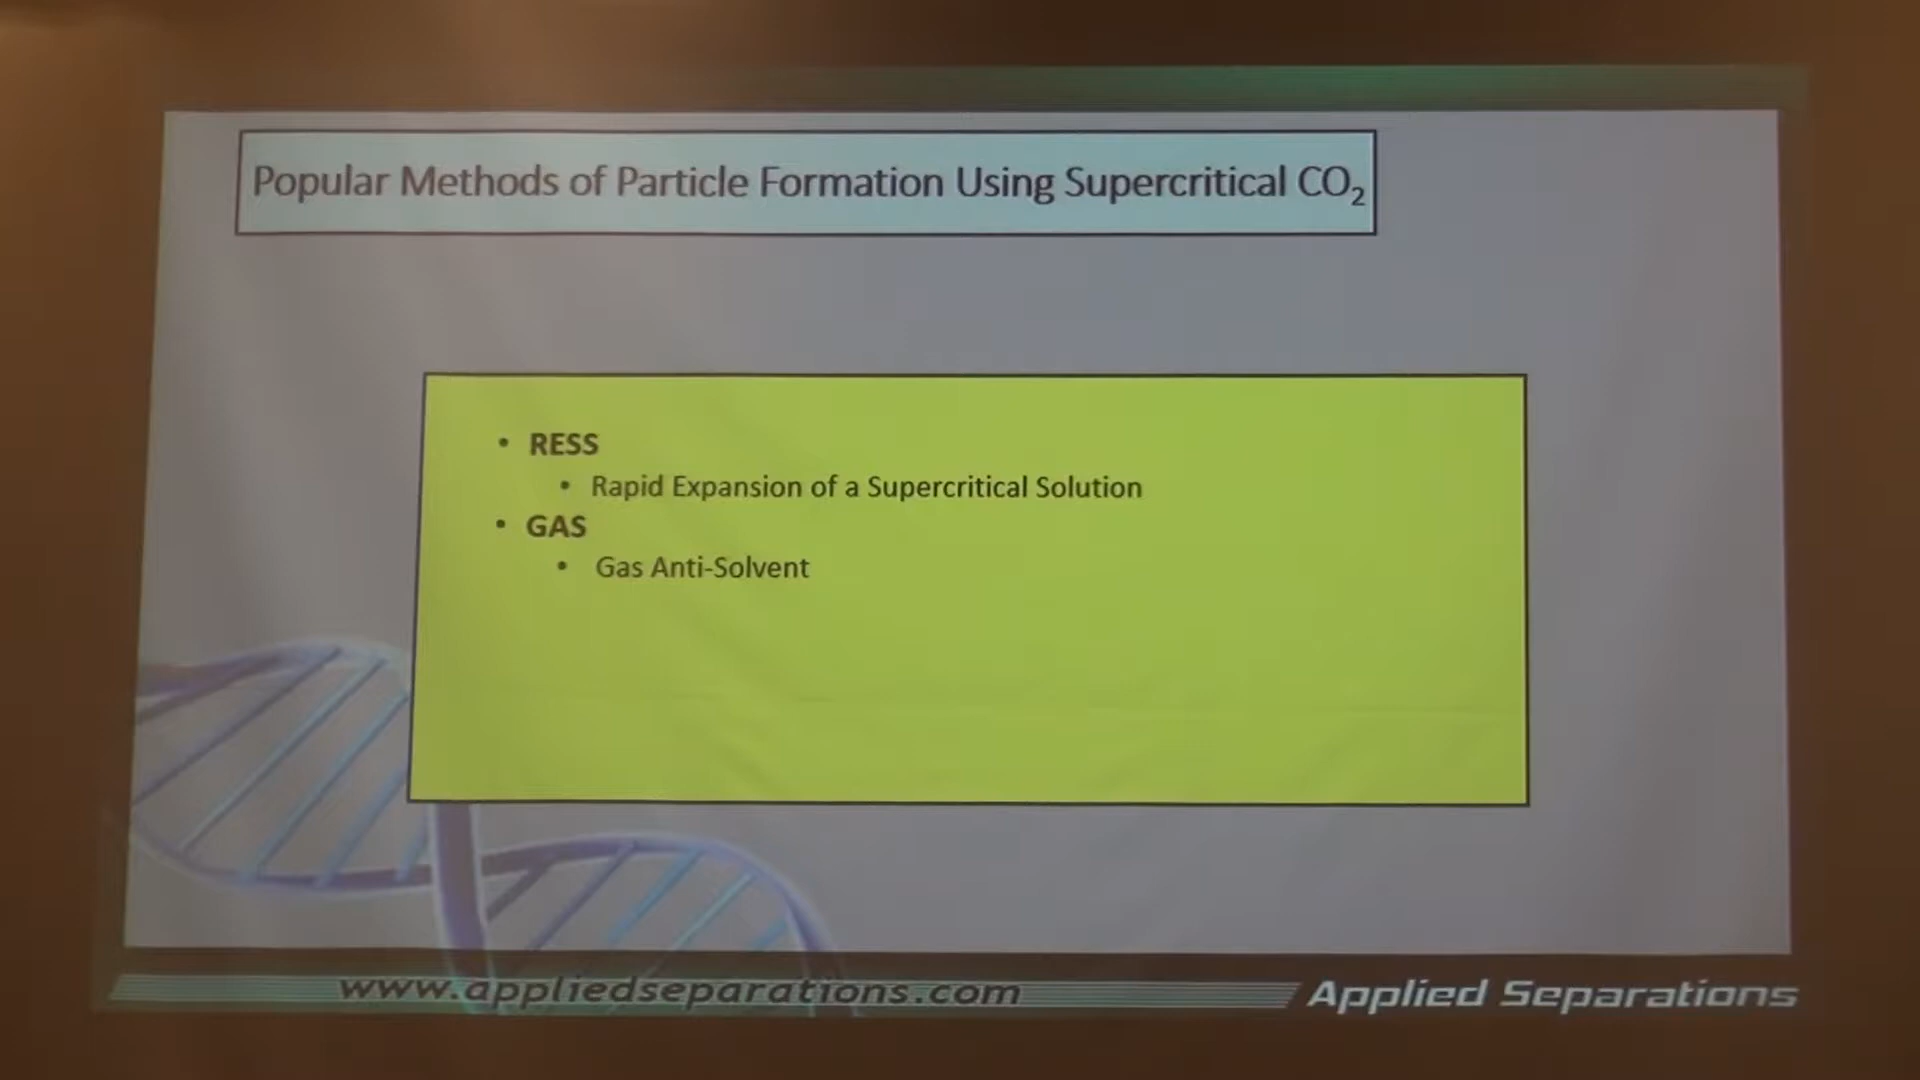 Popular Methods of Particle Formation Using Supercritical CO₂
• RESS
• Rapid Expansion of a Supercritical Solution
• GAS
• Gas Anti-Solvent
www.appliedseparations.com
Applied Separations